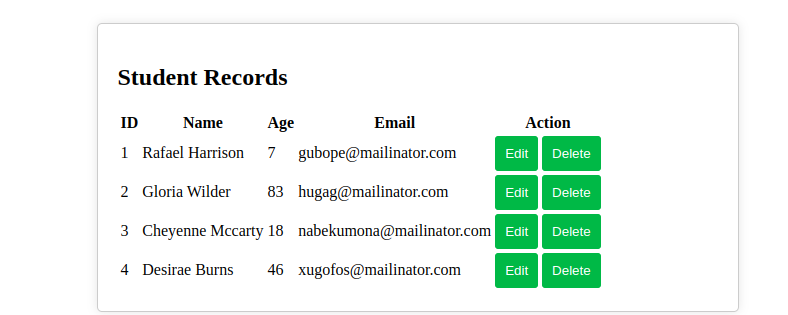 Student Records
ID Name Age Email Action
1 Rafael Harrison 7 gubope@mailinator.com Edit Delete
2 Gloria Wilder 83 hugag@mailinator.com Edit Delete
3 Cheyenne Mccarty 18 nabekumona@mailinator.com Edit Delete
4 Desirae Burns 46 xugofos@mailinator.com Edit Delete